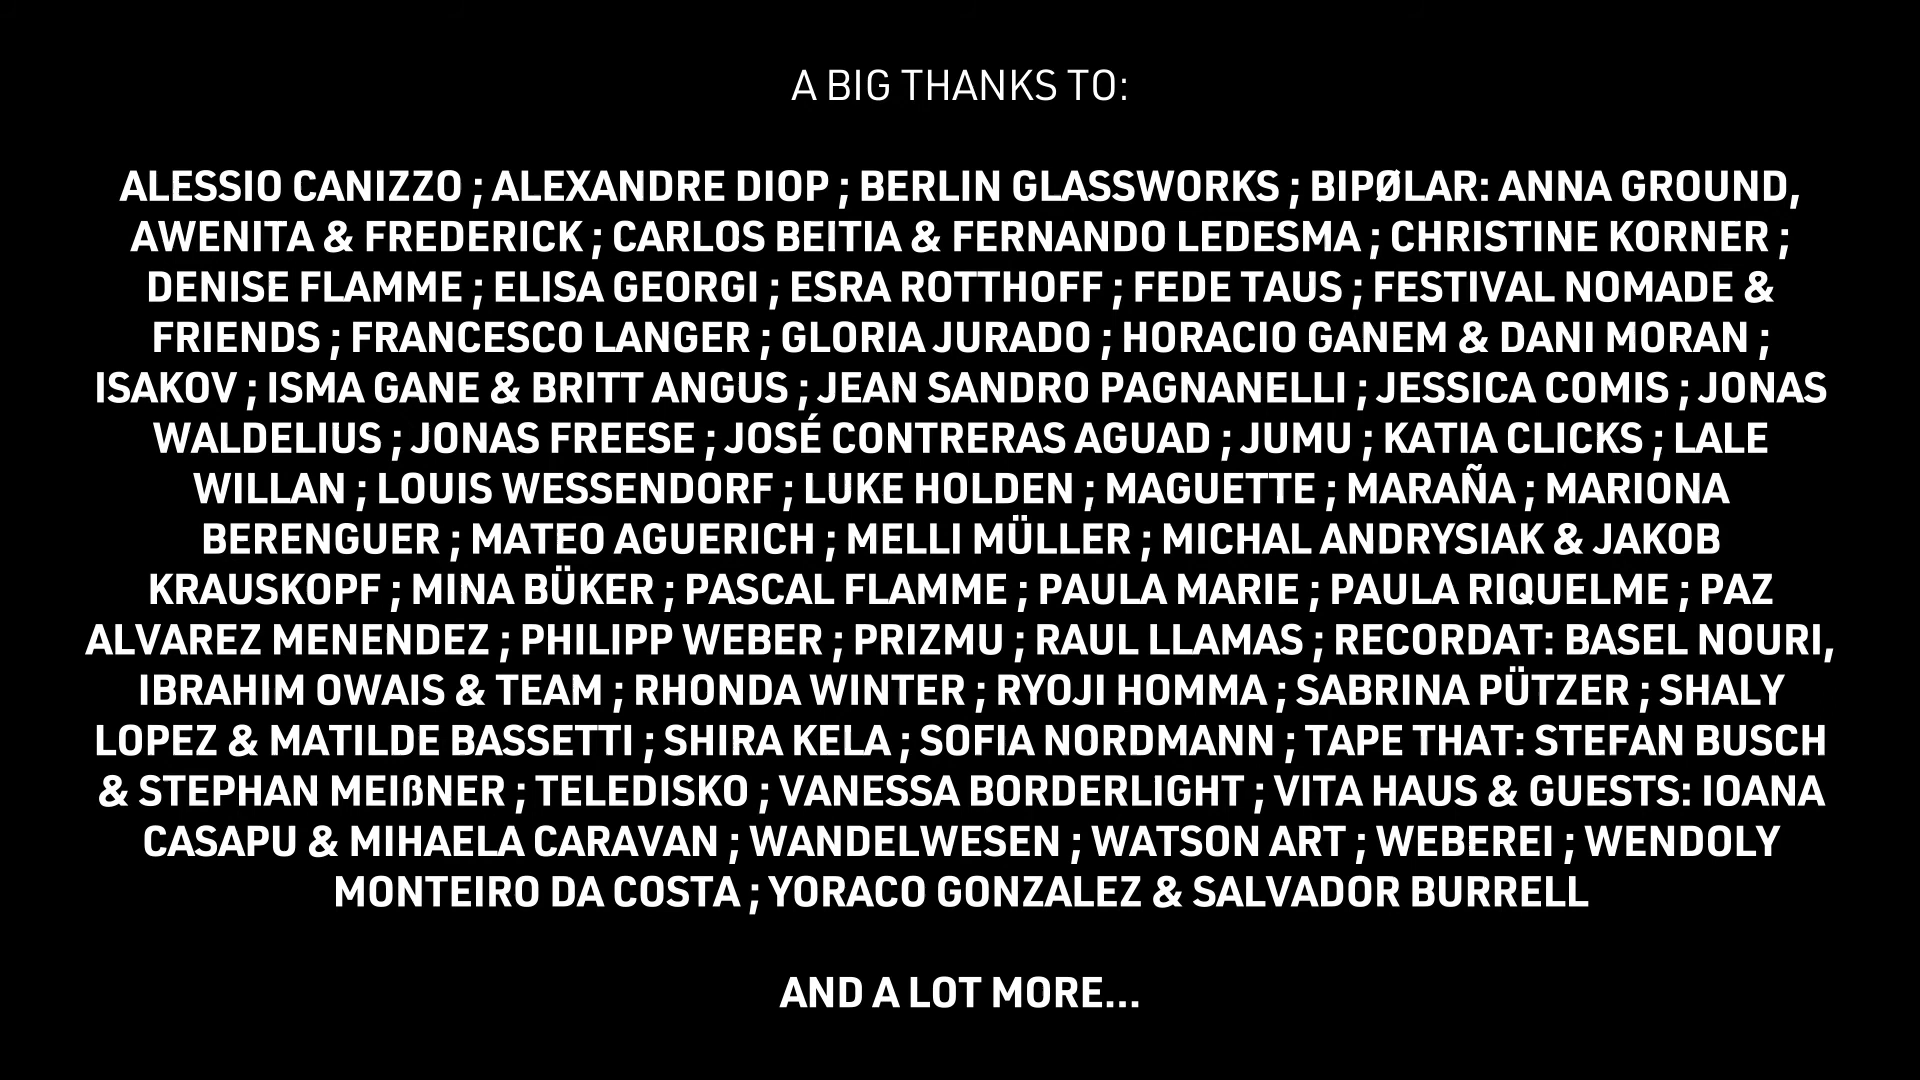 A BIG THANKS TO:
ALESSIO CANIZZO ; ALEXANDRE DIOP ; BERLIN GLASSWORKS ; BIPØLAR: ANNA GROUND,
AWENITA & FREDERICK ; CARLOS BEITIA & FERNANDO LEDESMA ; CHRISTINE KORNER ;
DENISE FLAMME ; ELISA GEORGI ; ESRA ROTTHOFF ; FEDE TAUS ; FESTIVAL NOMADE &
FRIENDS ; FRANCESCO LANGER ; GLORIA JURADO ; HORACIO GANEM & DANI MORAN ;
ISAKOV ; ISMA GANE & BRITT ANGUS ; JEAN SANDRO PAGNANELLI ; JESSICA COMIS ; JONAS
WALDELIUS ; JONAS FREESE ; JOSÉ CONTRERAS AGUAD ; JUMU ; KATIA CLICKS ; LALE
WILLAN ; LOUIS WESSENDORF ; LUKE HOLDEN ; MAGUETTE ; MARAÑA ; MARIONA
BERENGUER ; MATEO AGUERICH ; MELLI MÜLLER ; MICHAL ANDRYSIAK & JAKOB
KRAUSKOPF ; MINA BÜKER ; PASCAL FLAMME ; PAULA MARIE ; PAULA RIQUELME ; PAZ
ALVAREZ MENENDEZ ; PHILIPP WEBER ; PRIZMU ; RAUL LLAMAS ; RECORDAT: BASEL NOURI,
IBRAHIM OWAIS & TEAM ; RHONDA WINTER ; RYOJI HOMMA ; SABRINA PÜTZER ; SHALY
LOPEZ & MATILDE BASSETTI ; SHIRA KELA ; SOFIA NORDMANN ; TAPE THAT: STEFAN BUSCH
& STEPHAN MEIßNER ; TELEDISKO ; VANESSA BORDERLIGHT ; VITA HAUS & GUESTS: IOANA
CASAPU & MIHAELA CARAVAN ; WANDELWESEN ; WATSON ART ; WEBEREI ; WENDOLY
MONTEIRO DA COSTA ; YORACO GONZALEZ & SALVADOR BURRELL
AND A LOT MORE...